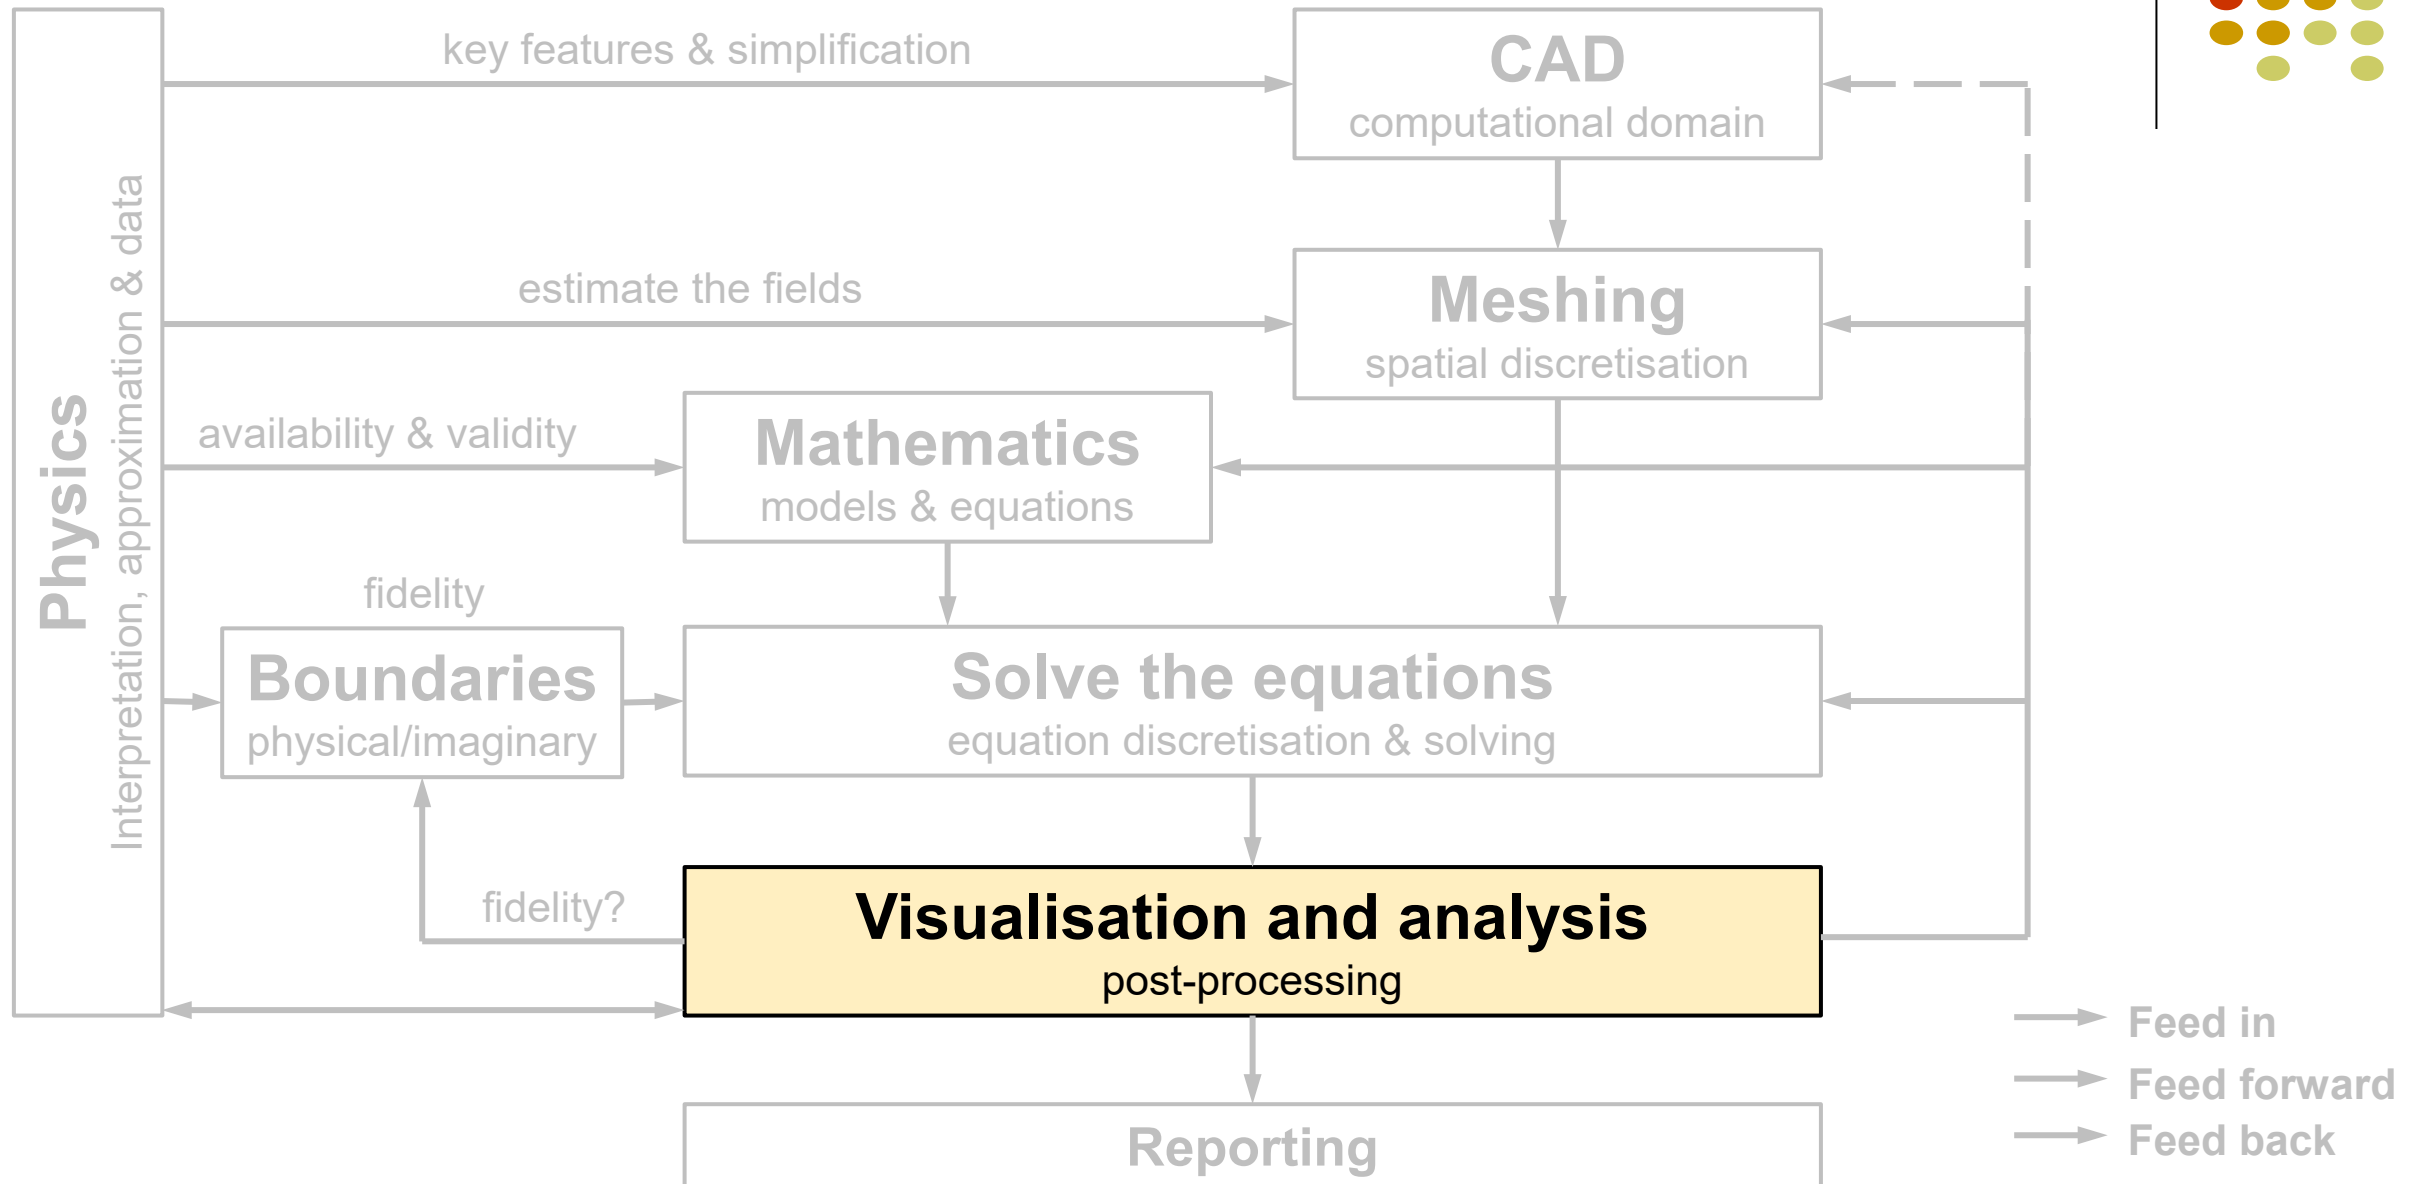 key features & simplification
CAD
computational domain
estimate the fields
Meshing
spatial discretisation
Physics
Interpretation, approximation & data
availability & validity
Mathematics
models & equations
fidelity
Boundaries
physical/imaginary
Solve the equations
equation discretisation & solving
fidelity?
Visualisation and analysis
post-processing
Feed in
Feed forward
Feed back
Reporting